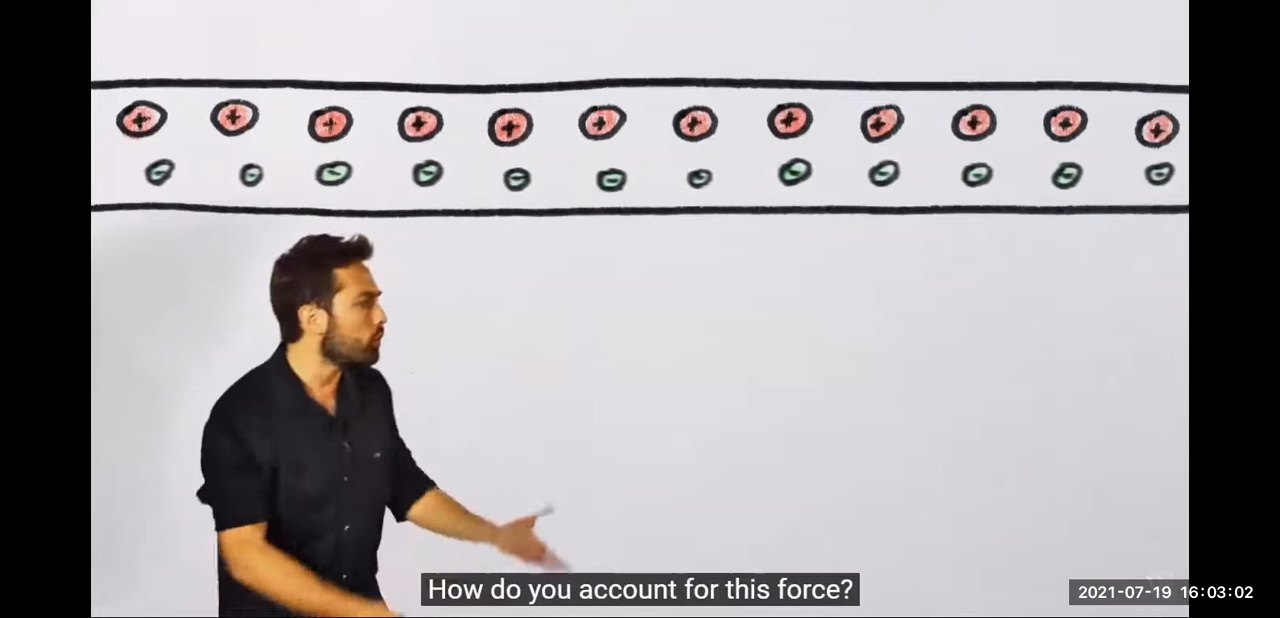 + + + + + + + + + + + +
- - - - - - - - - - - -
How do you account for this force?
2021-07-19 16:03:02